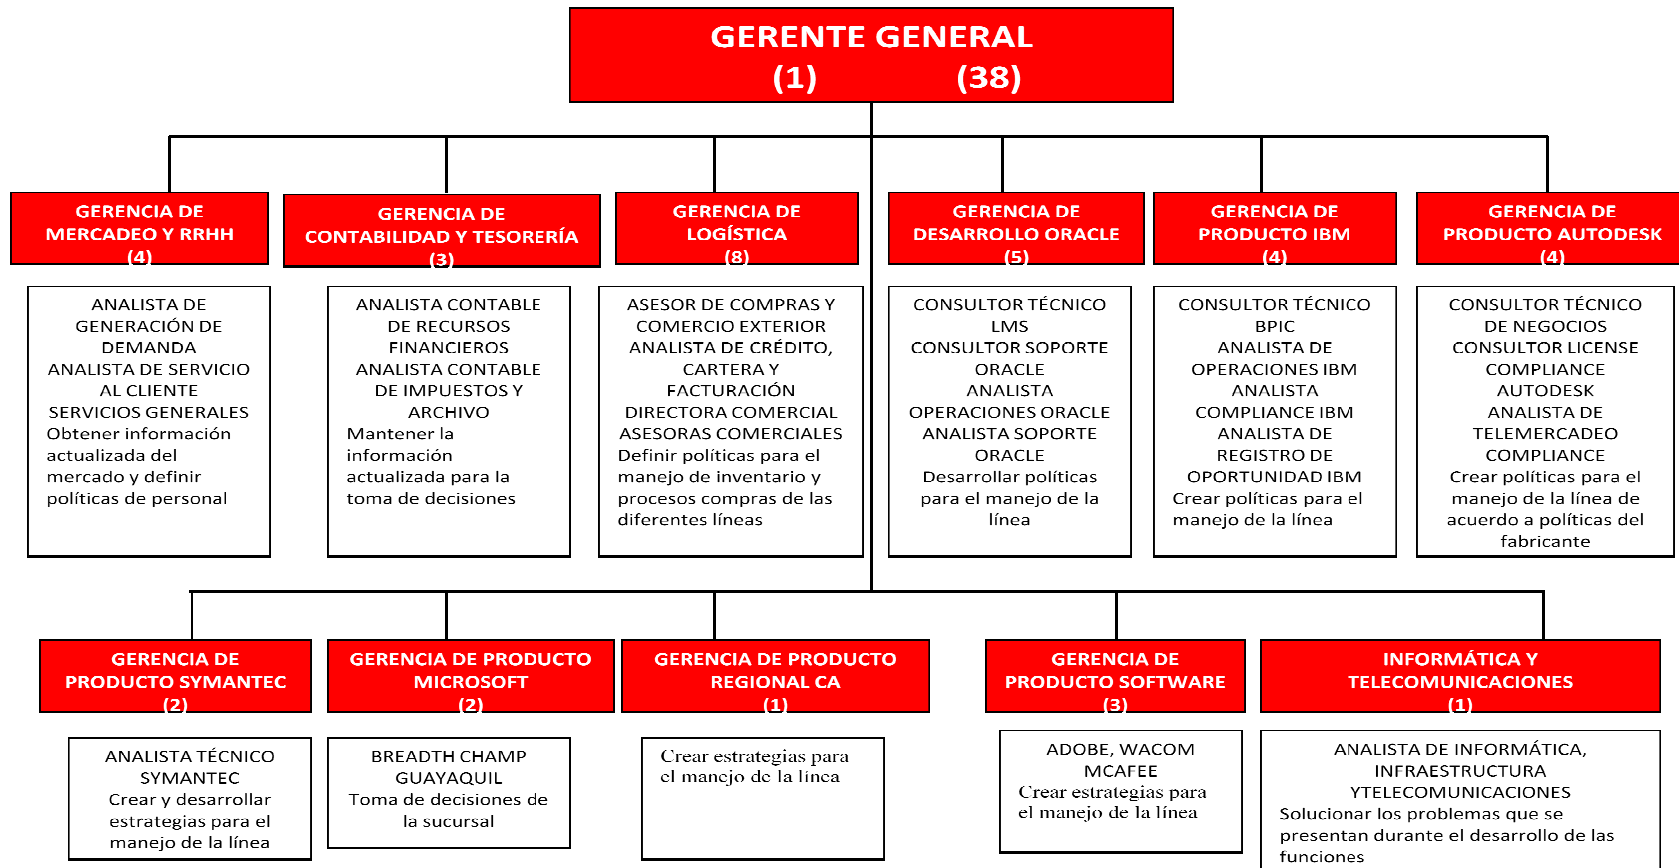 GERENTE GENERAL
(1) (38)
GERENCIA DE
MERCADEO Y RRHH
(4)
GERENCIA DE
CONTABILIDAD Y TESORERÍA
(3)
GERENCIA DE
LOGÍSTICA
(8)
GERENCIA DE
DESARROLLO ORACLE
(5)
GERENCIA DE
PRODUCTO IBM
(4)
GERENCIA DE
PRODUCTO AUTODESK
(4)
ANALISTA DE
GENERACIÓN DE
DEMANDA
ANALISTA DE SERVICIO
AL CLIENTE
SERVICIOS GENERALES
Obtener información
actualizada del
mercado y definir
políticas de personal
ANALISTA CONTABLE
DE RECURSOS
FINANCIEROS
ANALISTA CONTABLE
DE IMPUESTOS Y
ARCHIVO
Mantener la
información
actualizada para la
toma de decisiones
ASESOR DE COMPRAS Y
COMERCIO EXTERIOR
ANALISTA DE CRÉDITO,
CARTERA Y
FACTURACIÓN
DIRECTORA COMERCIAL
ASESORAS COMERCIALES
Definir políticas para el
manejo de inventario y
procesos compras de las
diferentes líneas
CONSULTOR TÉCNICO
LMS
CONSULTOR SOPORTE
ORACLE
ANALISTA
OPERACIONES ORACLE
ANALISTA SOPORTE
ORACLE
Desarrollar políticas
para el manejo de la
línea
CONSULTOR TÉCNICO
BPIC
ANALISTA DE
OPERACIONES IBM
ANALISTA
COMPLIANCE IBM
ANALISTA DE
REGISTRO DE
OPORTUNIDAD IBM
Crear políticas para el
manejo de la línea
CONSULTOR TÉCNICO
DE NEGOCIOS
CONSULTOR LICENSE
COMPLIANCE
AUTODESK
ANALISTA DE
TELEMERCADEO
COMPLIANCE
Crear políticas para el
manejo de la línea de
acuerdo a políticas del
fabricante
GERENCIA DE
PRODUCTO SYMANTEC
(2)
GERENCIA DE PRODUCTO
MICROSOFT
(2)
GERENCIA DE PRODUCTO
REGIONAL CA
(1)
GERENCIA DE
PRODUCTO SOFTWARE
(3)
INFORMÁTICA Y
TELECOMUNICACIONES
(1)
ANALISTA TÉCNICO
SYMANTEC
Crear y desarrollar
estrategias para el
manejo de la línea
BREADTH CHAMP
GUAYAQUIL
Toma de decisiones de
la sucursal
Crear estrategias para
el manejo de la línea
ADOBE, WACOM
MCAFEE
Crear estrategias para
el manejo de la línea
ANALISTA DE INFORMÁTICA,
INFRAESTRUCTURA
YTELECOMUNICACIONES
Solucionar los problemas que se
presentan durante el desarrollo de las
funciones